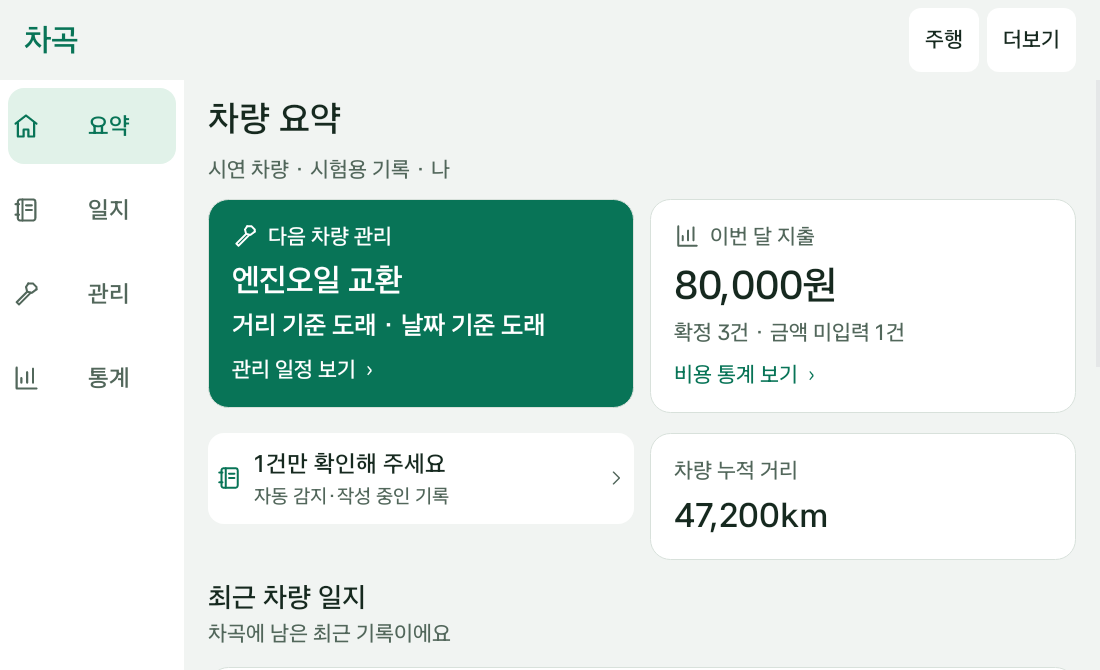 차곡
주행
더보기
요약
일지
관리
통계
차량 요약
시연 차량 · 시험용 기록 · 나
다음 차량 관리
엔진오일 교환
거리 기준 도래 · 날짜 기준 도래
관리 일정 보기 ›
이번 달 지출
80,000원
확정 3건 · 금액 미입력 1건
비용 통계 보기 ›
1건만 확인해 주세요
자동 감지·작성 중인 기록
차량 누적 거리
47,200km
최근 차량 일지
차곡에 남은 최근 기록이에요